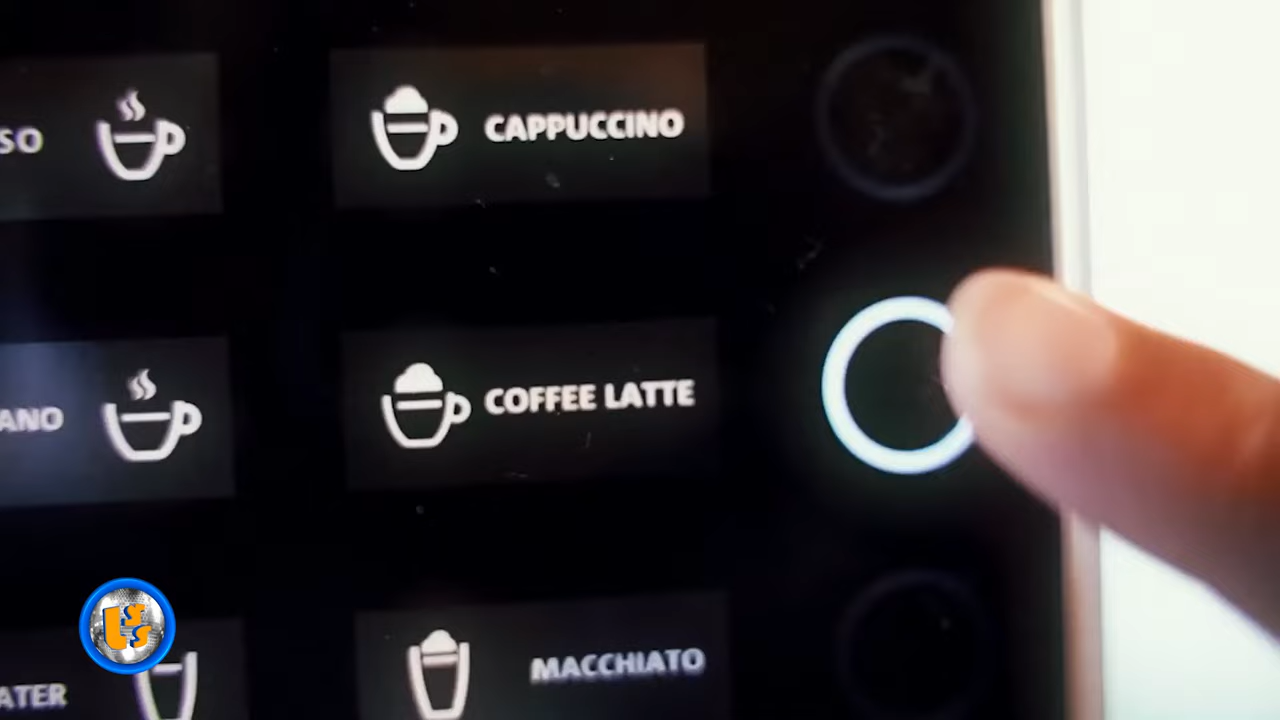 SO
CAPPUCCINO
ANO
COFFEE LATTE
ATER
MACCHIATO